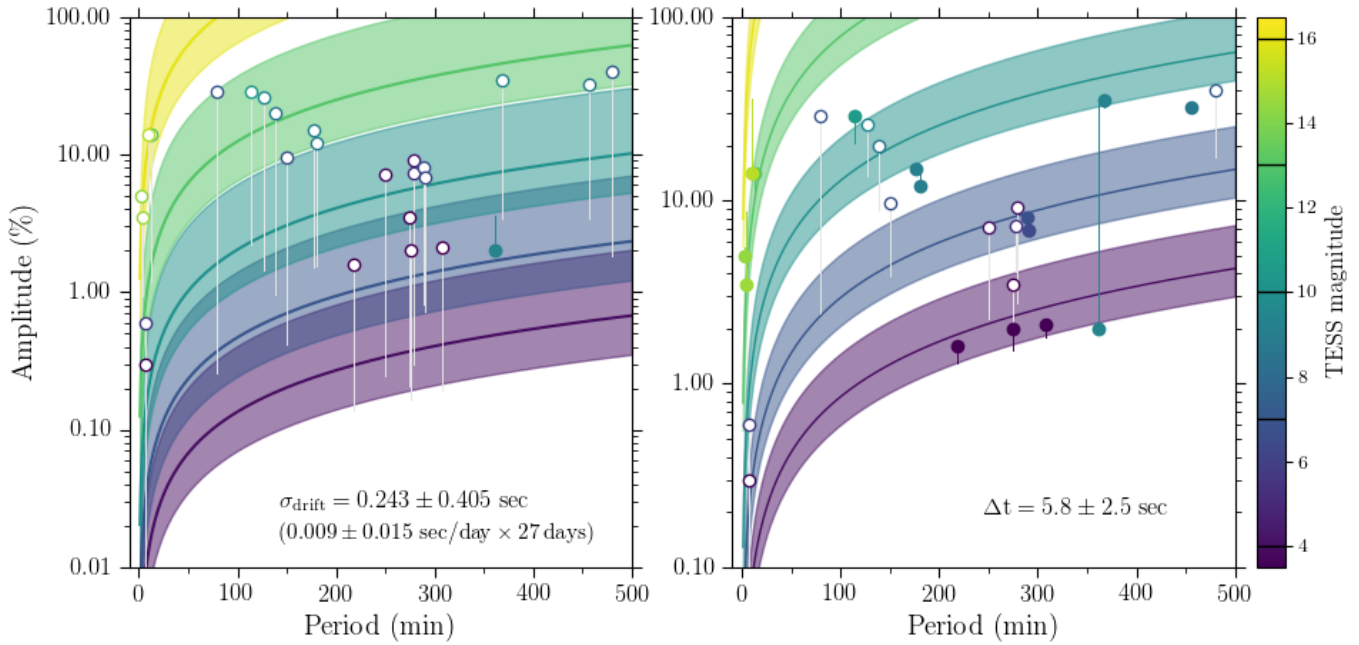 100.00
10.00
1.00
0.10
0.01
Amplitude (%)
0 100 200 300 400 500
Period (min)
σdrift = 0.243 ± 0.405 sec
(0.009 ± 0.015 sec/day × 27 days)
100.00
10.00
1.00
0.10
0 100 200 300 400 500
Period (min)
Δt = 5.8 ± 2.5 sec
16
14
12
10
8
6
4
TESS magnitude